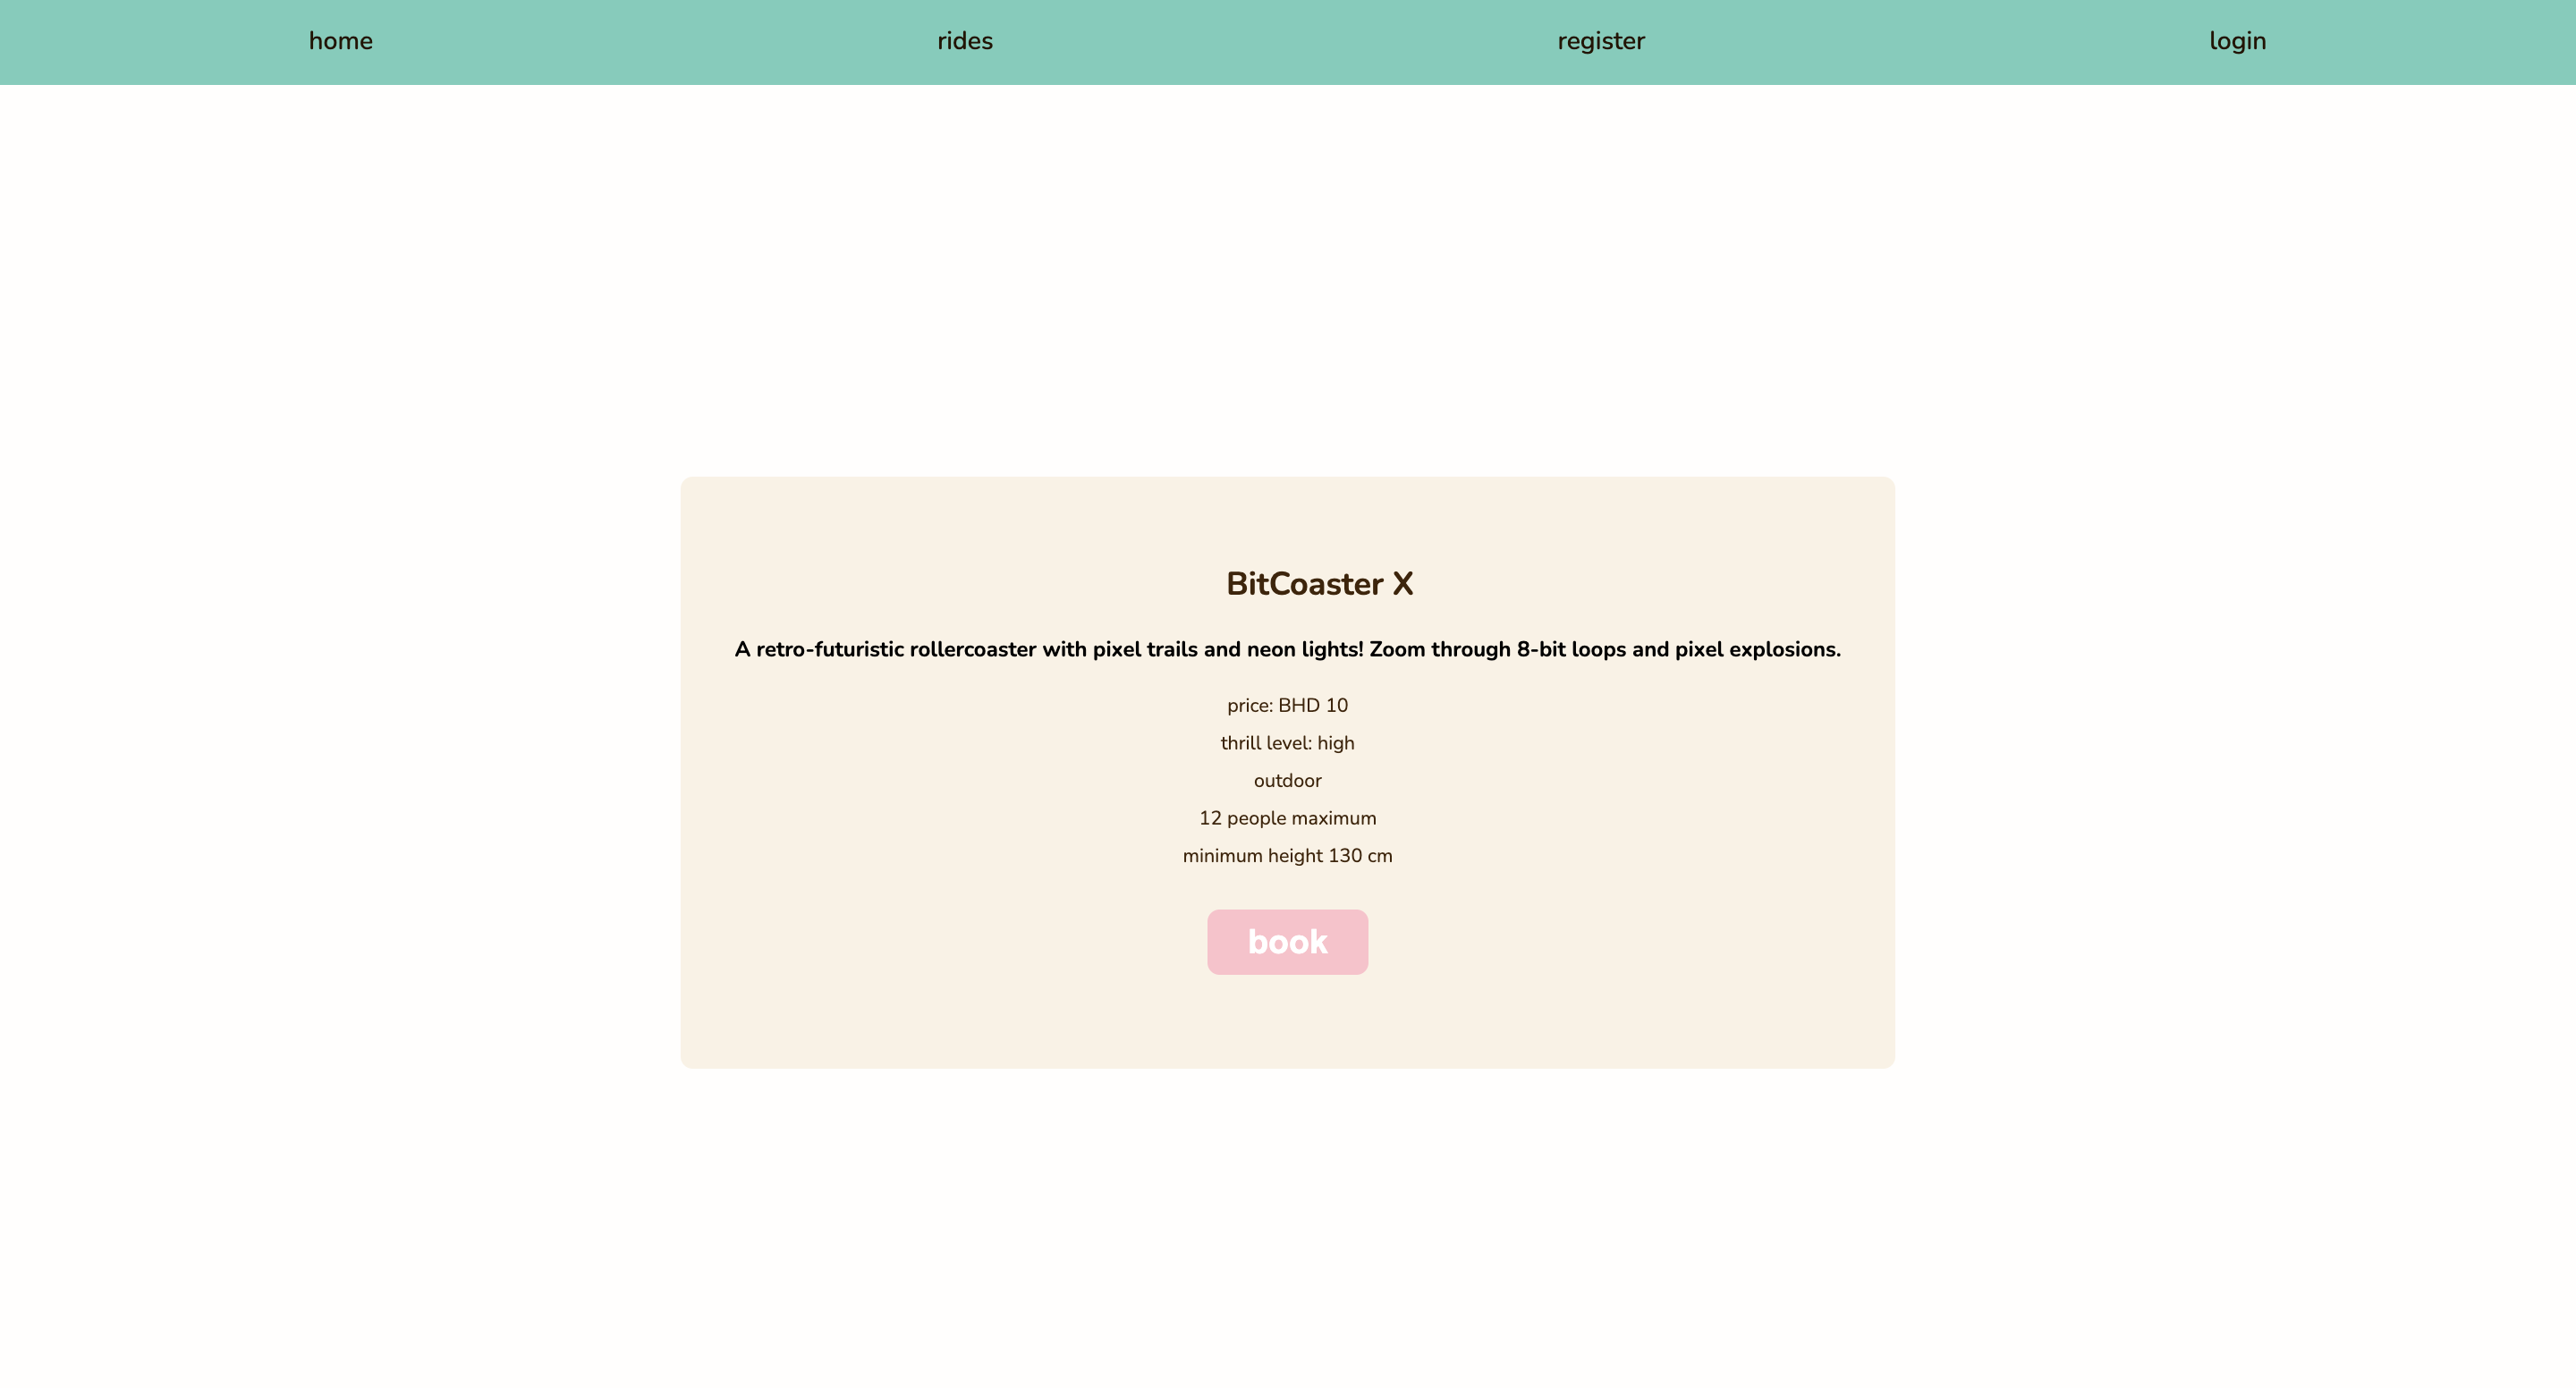 home rides register login
BitCoaster X
A retro-futuristic rollercoaster with pixel trails and neon lights! Zoom through 8-bit loops and pixel explosions.
price: BHD 10
thrill level: high
outdoor
12 people maximum
minimum height 130 cm
book